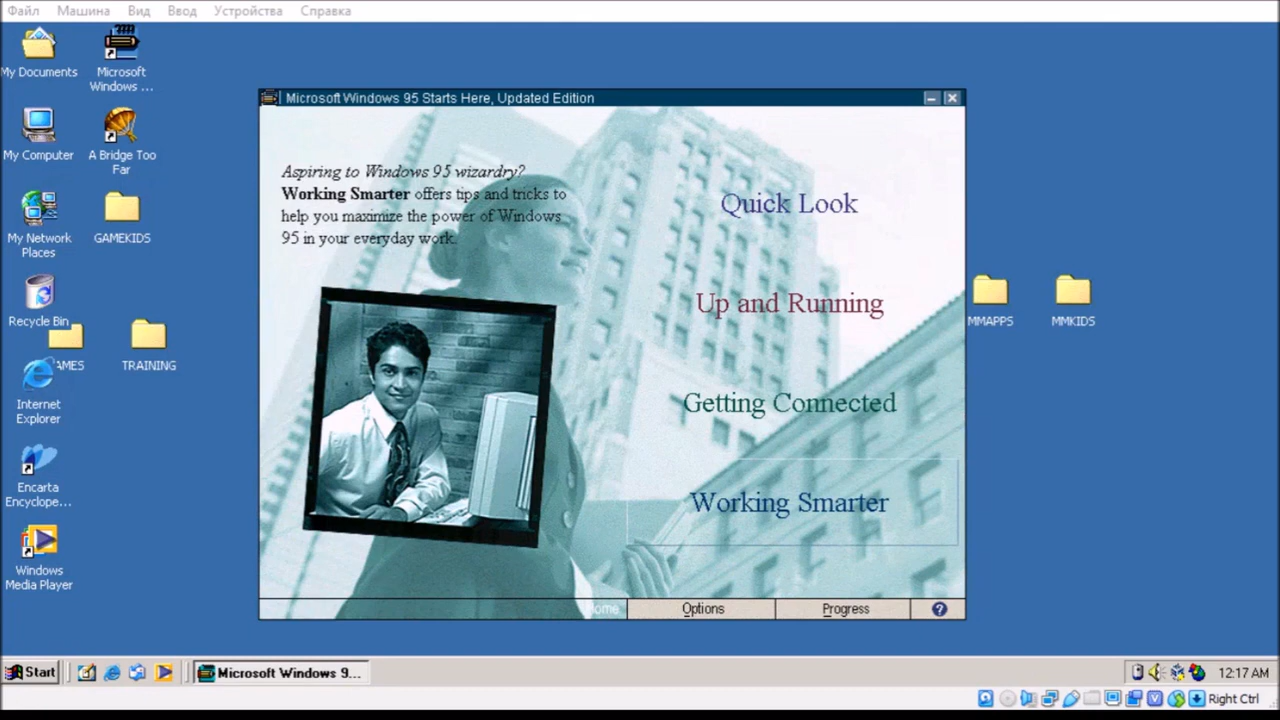 Файл Машина Вид Ввод Устройства Справка
My Documents
Microsoft
Windows ...
My Computer
A Bridge Too
Far
My Network
Places
GAMEKIDS
Recycle Bin
TRAINING
Internet
Explorer
Encarta
Encyclope...
Windows
Media Player
MMAPPS
MMKIDS
Microsoft Windows 95 Starts Here, Updated Edition
Aspiring to Windows 95 wizardry?
Working Smarter offers tips and tricks to
help you maximize the power of Windows
95 in your everyday work.
Quick Look
Up and Running
Getting Connected
Working Smarter
Home Options Progress ?
Start Microsoft Windows 9... 12:17 AM
Right Ctrl